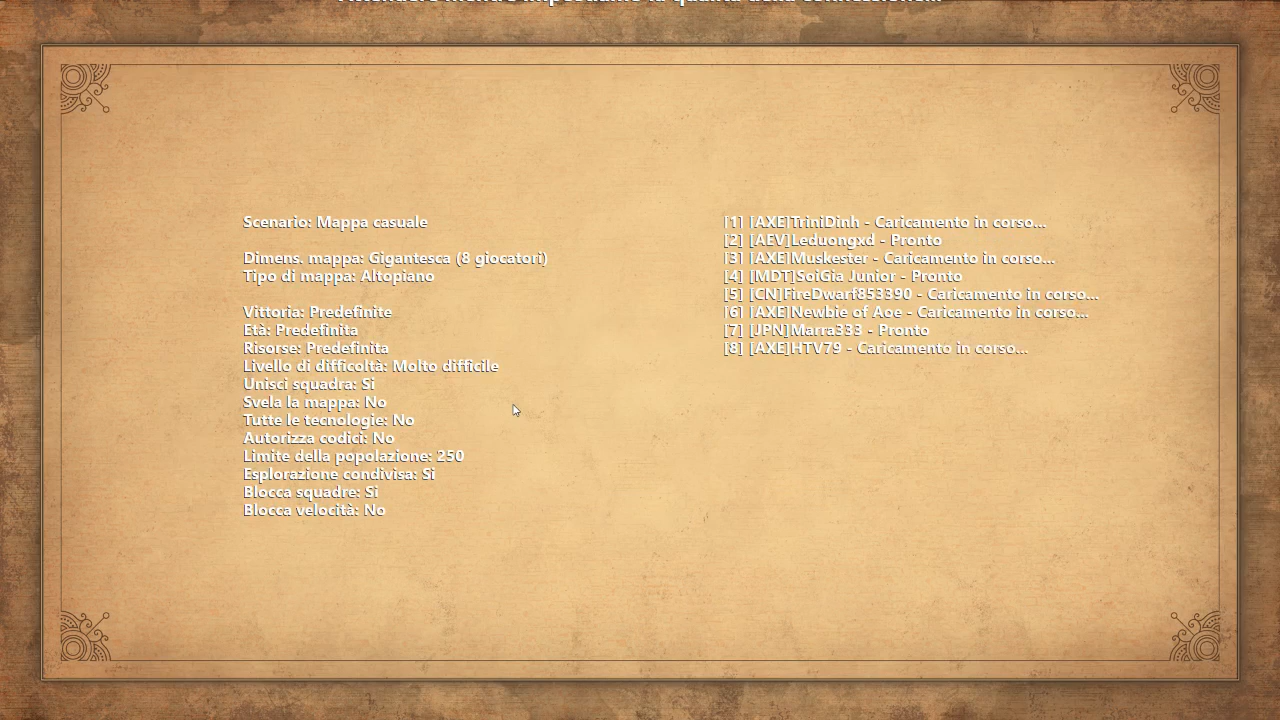 Scenario: Mappa casuale
Dimens. mappa: Gigantesca (8 giocatori)
Tipo di mappa: Altopiano
Vittoria: Predefinite
Età: Predefinita
Risorse: Predefinita
Livello di difficoltà: Molto difficile
Unisci squadra: Sì
Svela la mappa: No
Tutte le tecnologie: No
Autorizza codici: No
Limite della popolazione: 250
Esplorazione condivisa: Sì
Blocca squadre: Sì
Blocca velocità: No
[1] [AXE]TriniDinh - Caricamento in corso...
[2] [AEV]Leduongxd - Pronto
[3] [AXE]Muskester - Caricamento in corso...
[4] [MDT]SoiGia Junior - Pronto
[5] [CN]FireDwarf853390 - Caricamento in corso...
[6] [AXE]Newbie of Aoe - Caricamento in corso...
[7] [JPN]Marra333 - Pronto
[8] [AXE]HTV79 - Caricamento in corso...